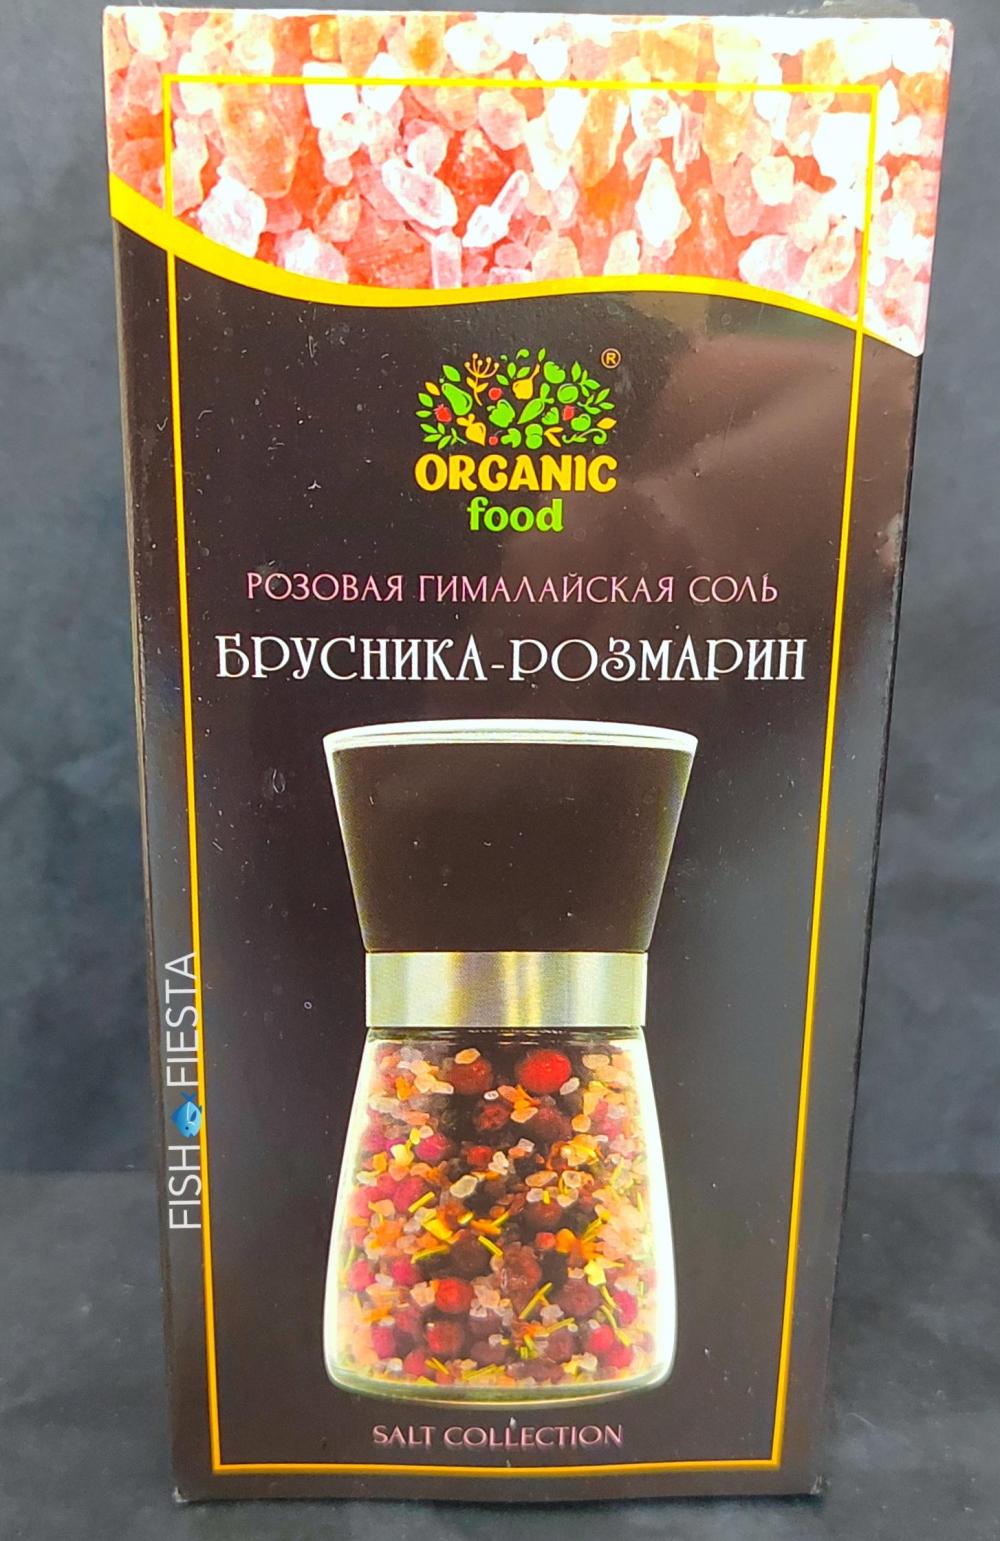 ®
ORGANIC
food
РОЗОВАЯ ГИМАЛАЙСКАЯ СОЛЬ
БРУСНИКА-РОЗМАРИН
FISH FIESTA
SALT COLLECTION